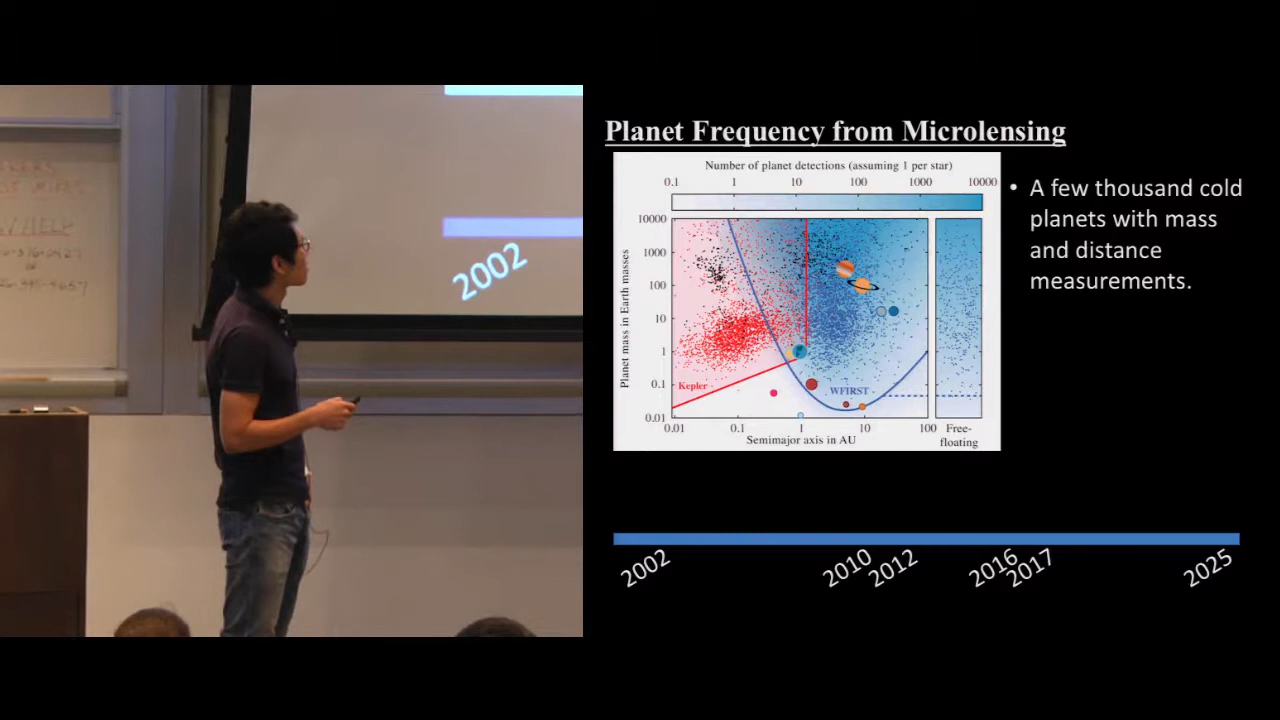 2002
Planet Frequency from Microlensing
Number of planet detections (assuming 1 per star)
0.1 1 10 100 1000 10000
10000
1000
100
10
1
0.1
0.01
Planet mass in Earth masses
Kepler
WFIRST
0.01 0.1 1 10 100
Semimajor axis in AU
Free-
floating
• A few thousand cold
planets with mass
and distance
measurements.
2002 2010 2012 2016 2017 2025